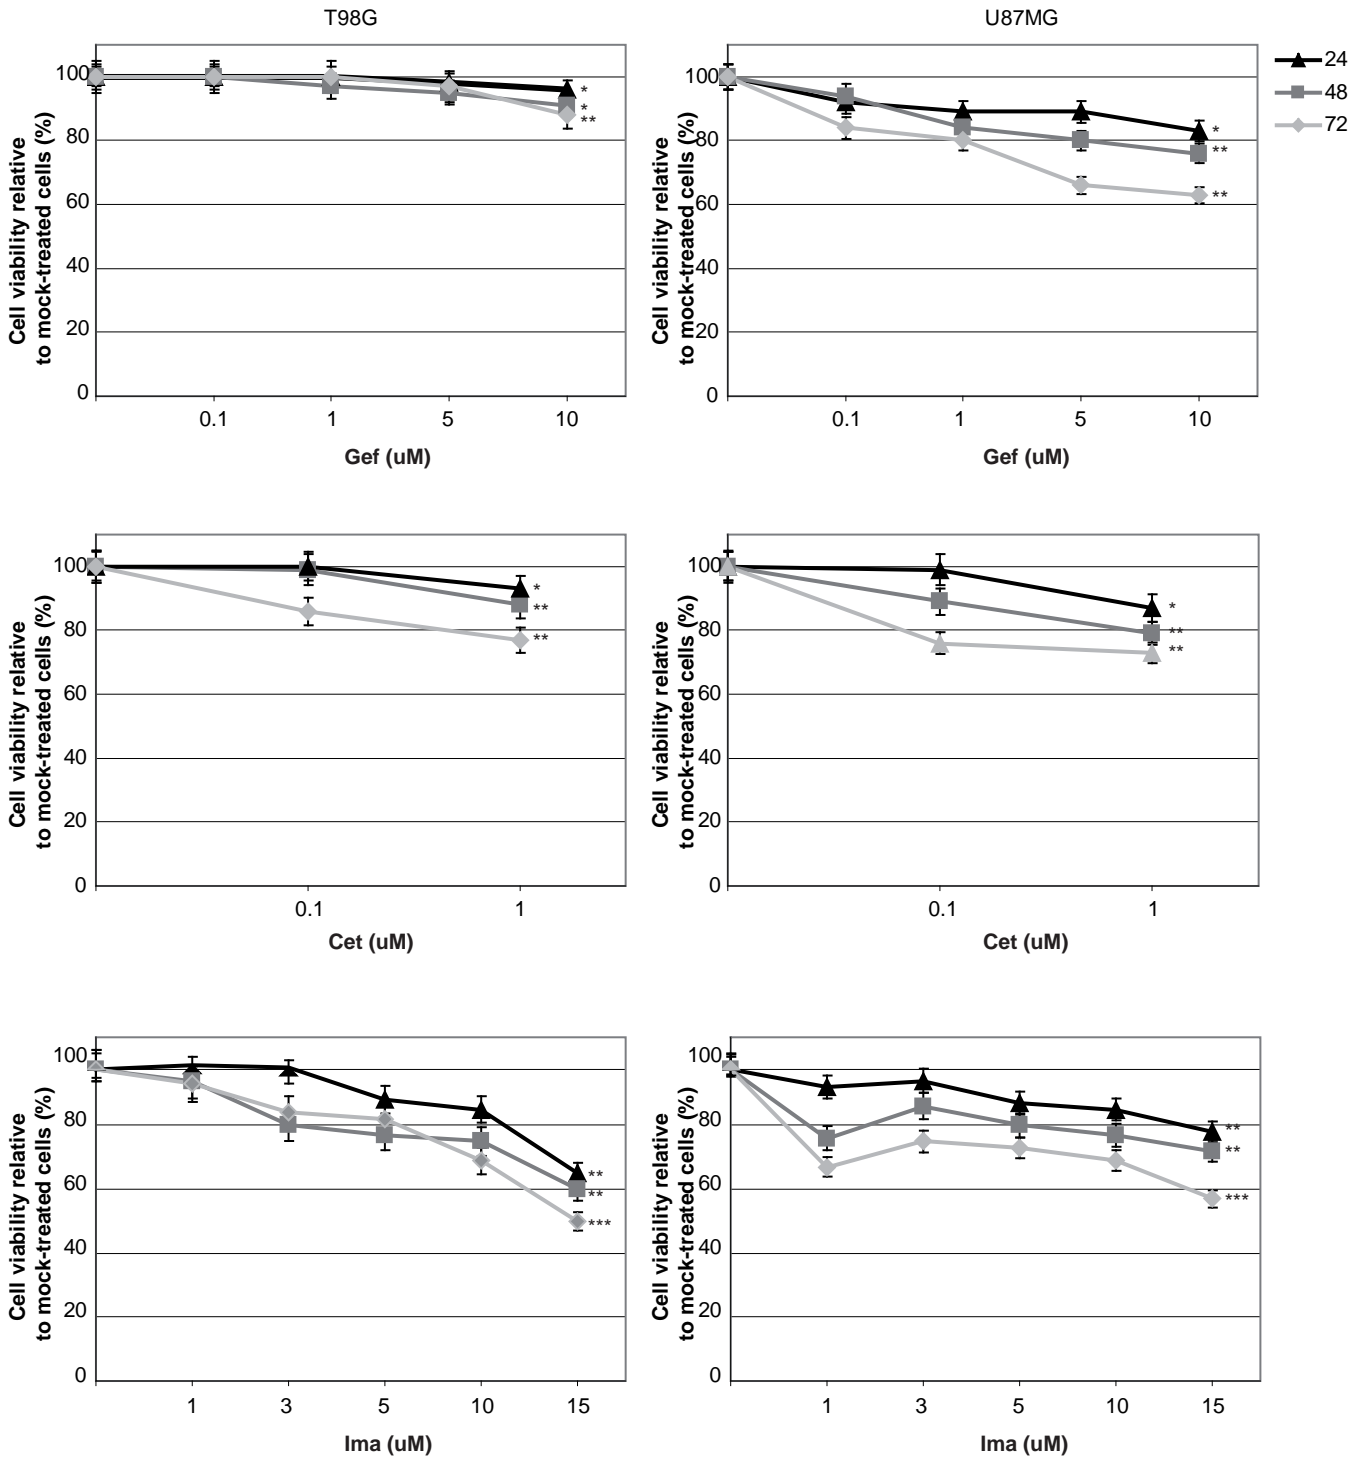 T98G
U87MG
24
48
72
Cell viability relative
to mock-treated cells (%)
100
80
60
40
20
0
*
*
**
0.1 1 5 10
Gef (uM)
Cell viability relative
to mock-treated cells (%)
100
80
60
40
20
0
*
**
**
0.1 1 5 10
Gef (uM)
Cell viability relative
to mock-treated cells (%)
100
80
60
40
20
0
*
**
**
0.1 1
Cet (uM)
Cell viability relative
to mock-treated cells (%)
100
80
60
40
20
0
*
**
**
0.1 1
Cet (uM)
Cell viability relative
to mock-treated cells (%)
100
80
60
40
20
0
**
**
***
1 3 5 10 15
Ima (uM)
Cell viability relative
to mock-treated cells (%)
100
80
60
40
20
0
**
**
***
1 3 5 10 15
Ima (uM)